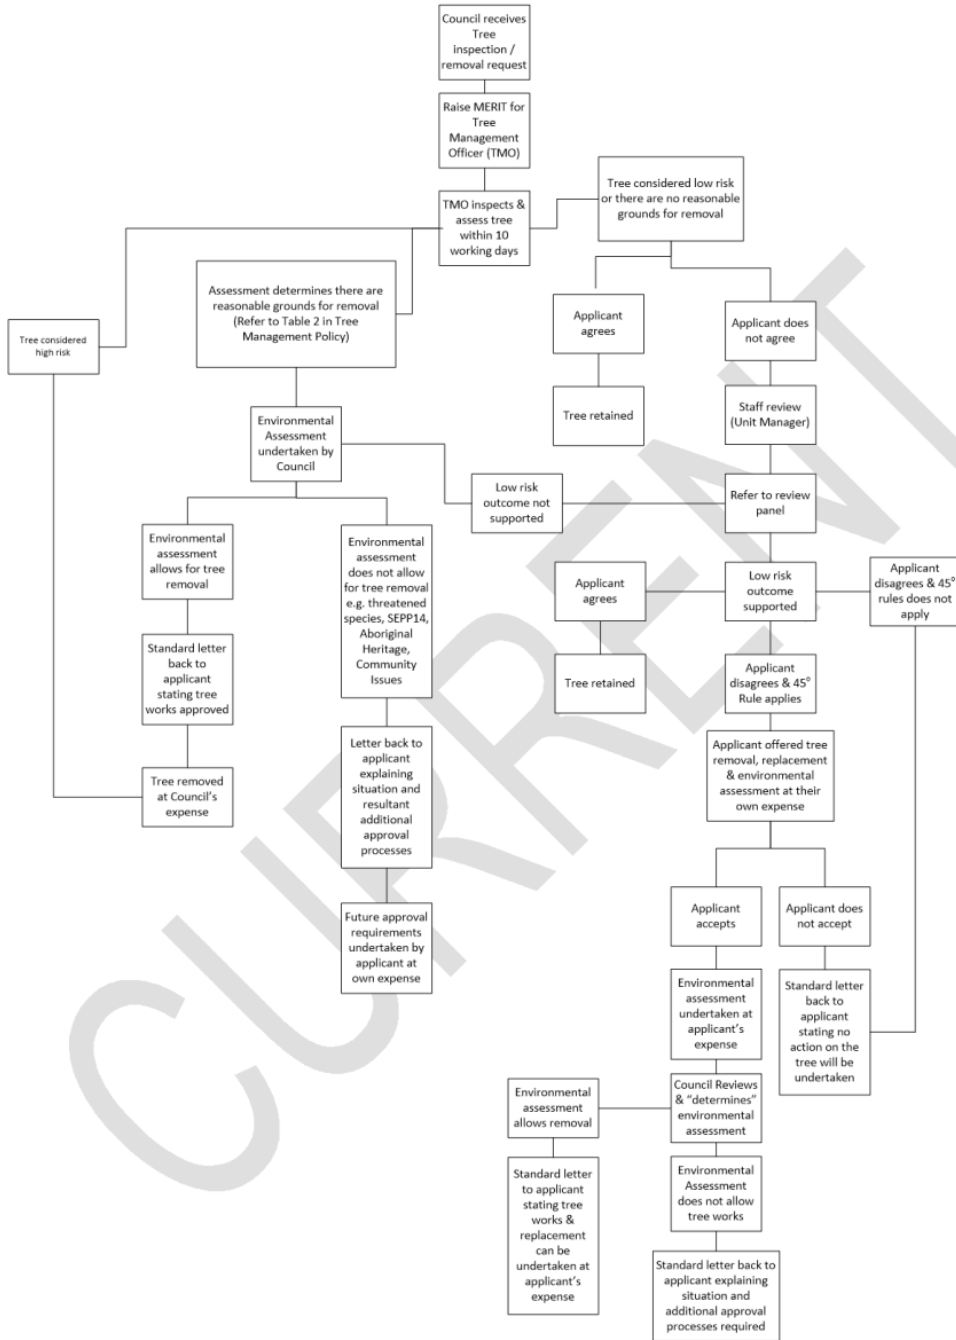 Council receives
Tree
inspection /
removal request
Raise MERIT for
Tree
Management
Officer (TMO)
TMO inspects &
assess tree
within 10
working days
Tree considered low risk
or there are no reasonable
grounds for removal
Assessment determines there are
reasonable grounds for removal
(Refer to Table 2 in Tree
Management Policy)
Tree considered
high risk
Applicant
agrees
Applicant does
not agree
Tree retained
Staff review
(Unit Manager)
Environmental
Assessment
undertaken by
Council
Low risk
outcome not
supported
Refer to review
panel
Environmental
assessment
allows for tree
removal
Environmental
assessment
does not allow
for tree removal
e.g. threatened
species, SEPP14,
Aboriginal
Heritage,
Community
Issues
Applicant
agrees
Low risk
outcome
supported
Applicant
disagrees & 45°
rules does not
apply
Standard letter
back to
applicant
stating tree
works approved
Tree retained
Applicant
disagrees & 45°
Rule applies
Tree removed
at Council's
expense
Letter back to
applicant
explaining
situation and
resultant
additional
approval
processes
Applicant offered tree
removal, replacement
& environmental
assessment at their
own expense
Future approval
requirements
undertaken by
applicant at
own expense
Applicant
accepts
Applicant does
not accept
Environmental
assessment
undertaken at
applicant's
expense
Standard letter
back to
applicant
stating no
action on the
tree will be
undertaken
Environmental
assessment
allows removal
Council Reviews
& "determines"
environmental
assessment
Standard letter
to applicant
stating tree
works &
replacement
can be
undertaken at
applicant's
expense
Environmental
Assessment
does not allow
tree works
Standard letter back to
applicant explaining
situation and
additional approval
processes required
CURRENT